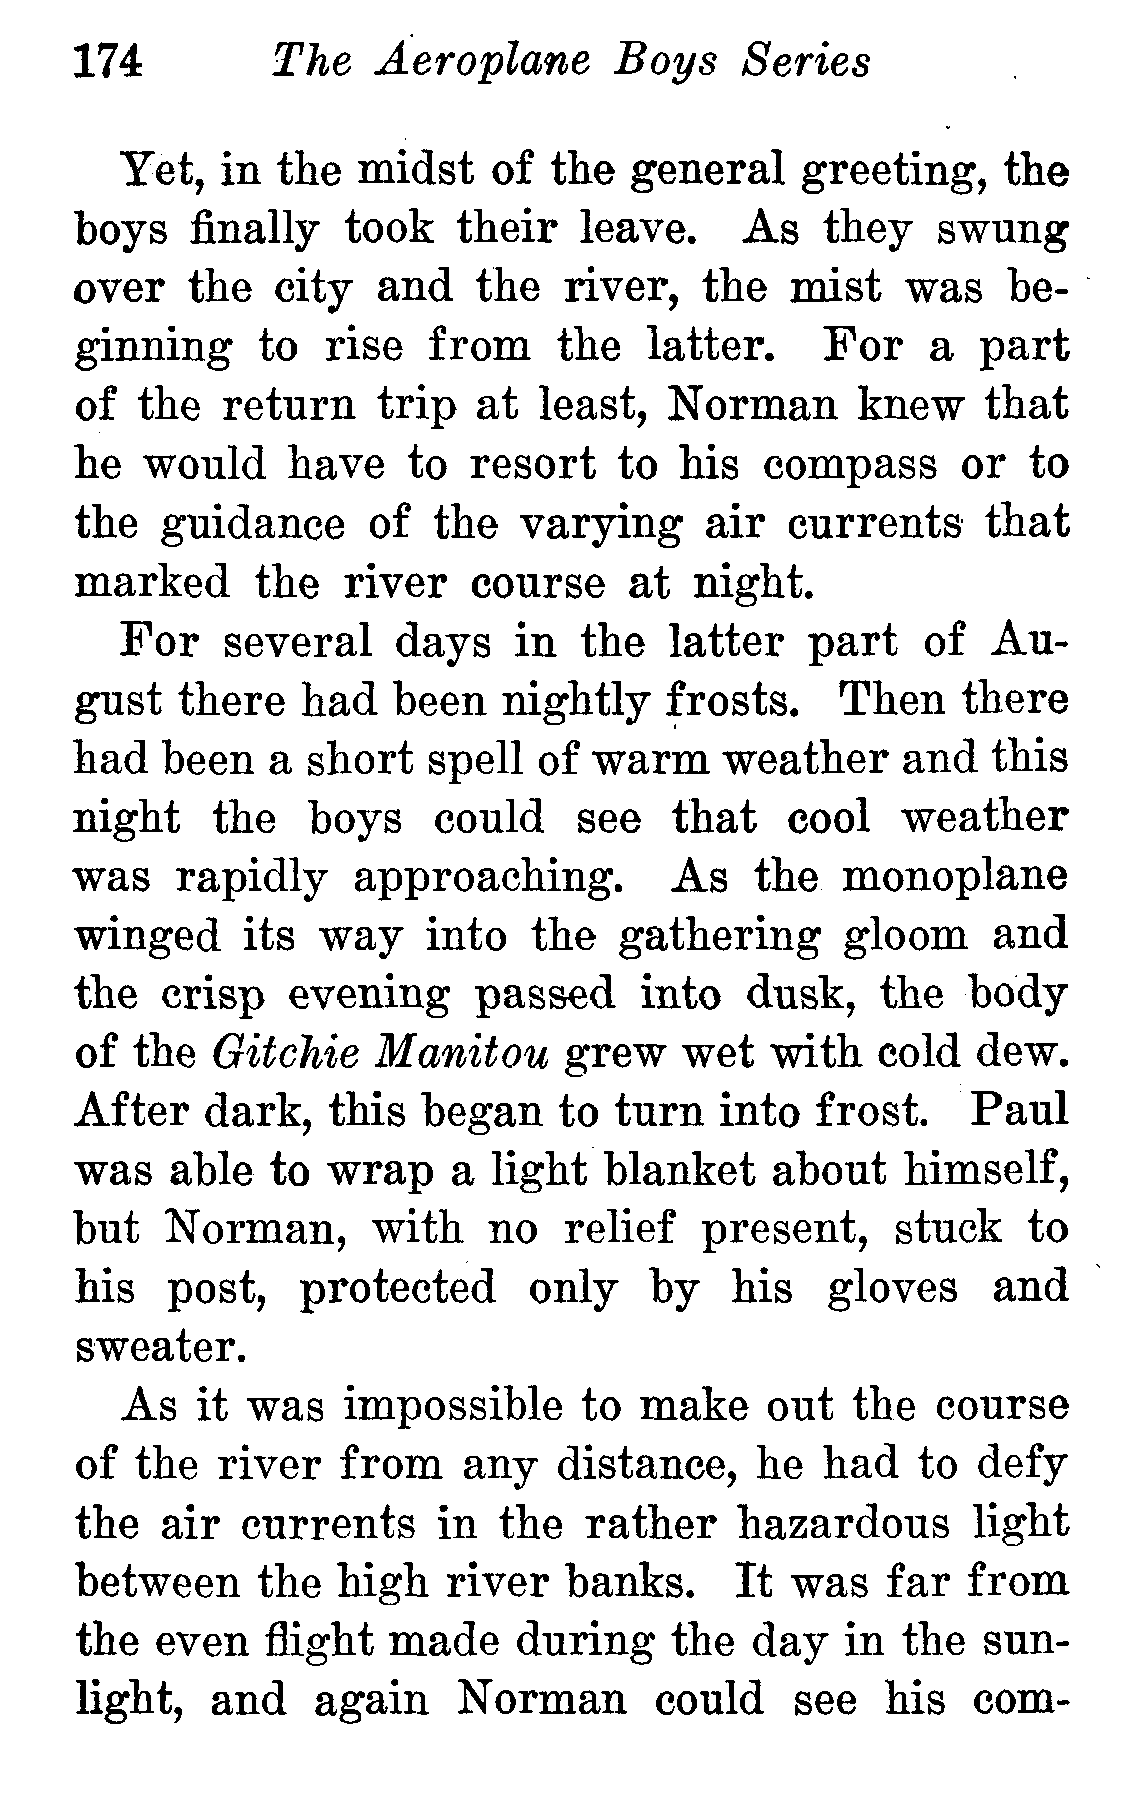 174 The Aeroplane Boys Series
Yet, in the midst of the general greeting, the
boys finally took their leave. As they swung
over the city and the river, the mist was be-
ginning to rise from the latter. For a part
of the return trip at least, Norman knew that
he would have to resort to his compass or to
the guidance of the varying air currents that
marked the river course at night.
For several days in the latter part of Au-
gust there had been nightly frosts. Then there
had been a short spell of warm weather and this
night the boys could see that cool weather
was rapidly approaching. As the monoplane
winged its way into the gathering gloom and
the crisp evening passed into dusk, the body
of the Gitchie Manitou grew wet with cold dew.
After dark, this began to turn into frost. Paul
was able to wrap a light blanket about himself,
but Norman, with no relief present, stuck to
his post, protected only by his gloves and
sweater.
As it was impossible to make out the course
of the river from any distance, he had to defy
the air currents in the rather hazardous light
between the high river banks. It was far from
the even flight made during the day in the sun-
light, and again Norman could see his com-